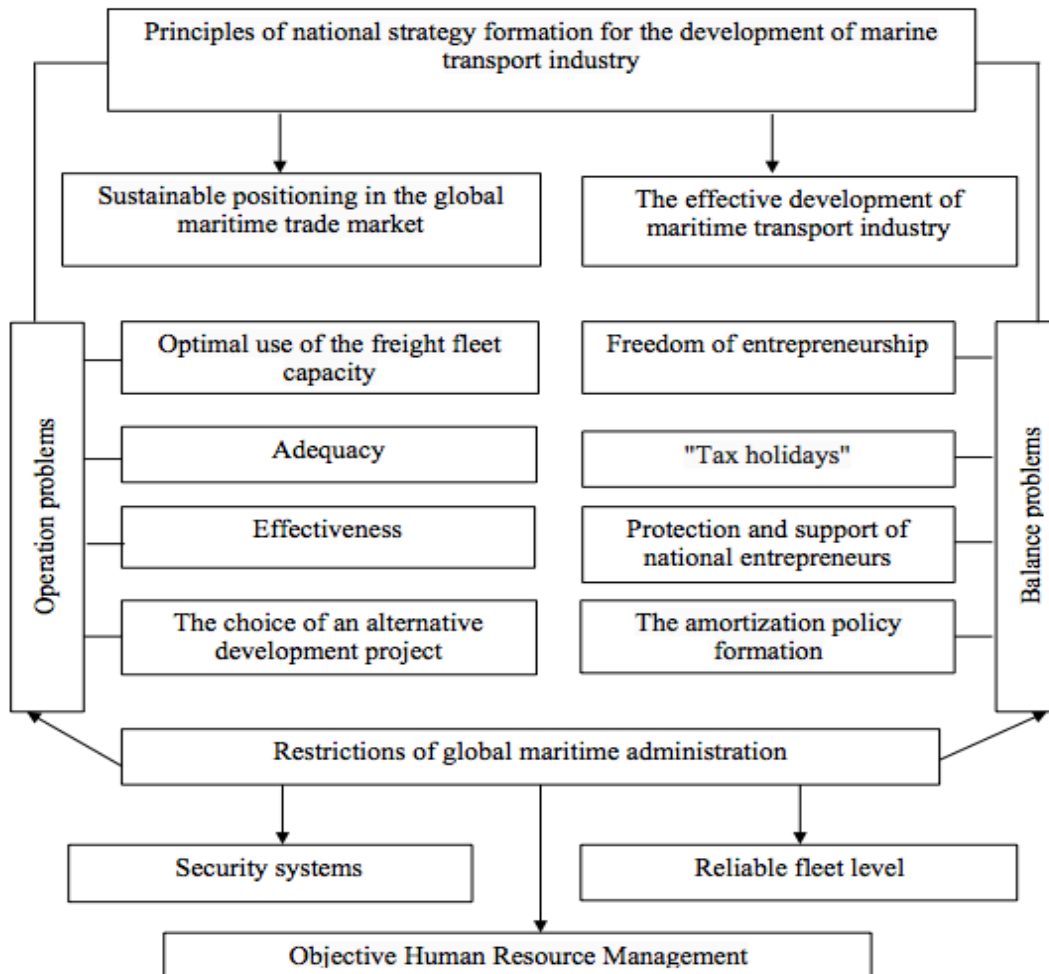 Principles of national strategy formation for the development of marine
transport industry
Sustainable positioning in the global
maritime trade market
The effective development of
maritime transport industry
Operation problems
Optimal use of the freight fleet
capacity
Freedom of entrepreneurship
Adequacy
"Tax holidays"
Effectiveness
Protection and support of
national entrepreneurs
The choice of an alternative
development project
The amortization policy
formation
Balance problems
Restrictions of global maritime administration
Security systems
Reliable fleet level
Objective Human Resource Management